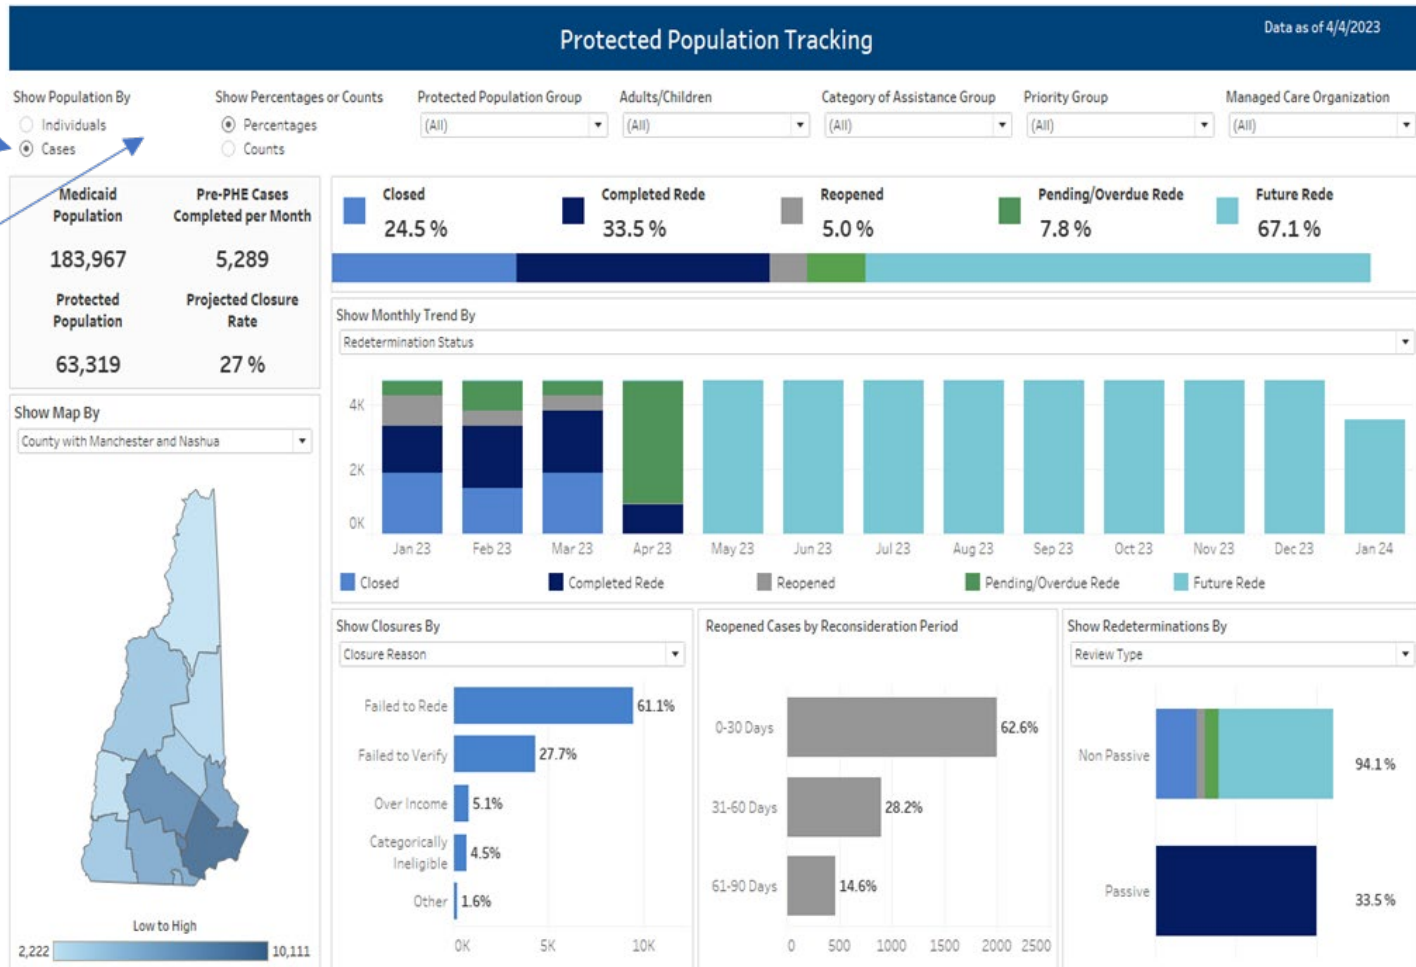 Protected Population Tracking
Data as of 4/4/2023
Show Population By
Individuals
Cases
Show Percentages or Counts
Percentages
Counts
Protected Population Group
(All)
Adults/Children
(All)
Category of Assistance Group
(All)
Priority Group
(All)
Managed Care Organization
(All)
Medicaid
Population
183,967
Pre-PHE Cases
Completed per Month
5,289
Protected
Population
63,319
Projected Closure
Rate
27 %
Closed
24.5 %
Completed Rede
33.5 %
Reopened
5.0 %
Pending/Overdue Rede
7.8 %
Future Rede
67.1 %
Show Monthly Trend By
Redetermination Status
4K
2K
0K
Jan 23 Feb 23 Mar 23 Apr 23 May 23 Jun 23 Jul 23 Aug 23 Sep 23 Oct 23 Nov 23 Dec 23 Jan 24
Closed Completed Rede Reopened Pending/Overdue Rede Future Rede
Show Map By
County with Manchester and Nashua
Low to High
2,222 10,111
Show Closures By
Closure Reason
Failed to Rede 61.1%
Failed to Verify 27.7%
Over Income 5.1%
Categorically
Ineligible 4.5%
Other 1.6%
0K 5K 10K
Reopened Cases by Reconsideration Period
0-30 Days 62.6%
31-60 Days 28.2%
61-90 Days 14.6%
0 500 1000 1500 2000 2500
Show Redeterminations By
Review Type
Non Passive 94.1 %
Passive 33.5 %